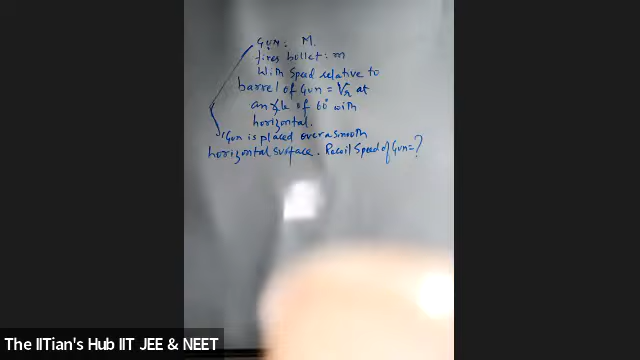 Gun: M.
fires bullet: m
With Speed relative to
barrel of Gun = Vr at
angle of 60° with
horizontal.
Gun is placed over a smooth
horizontal surface. Recoil Speed of Gun = ?
The IITian's Hub IIT JEE & NEET